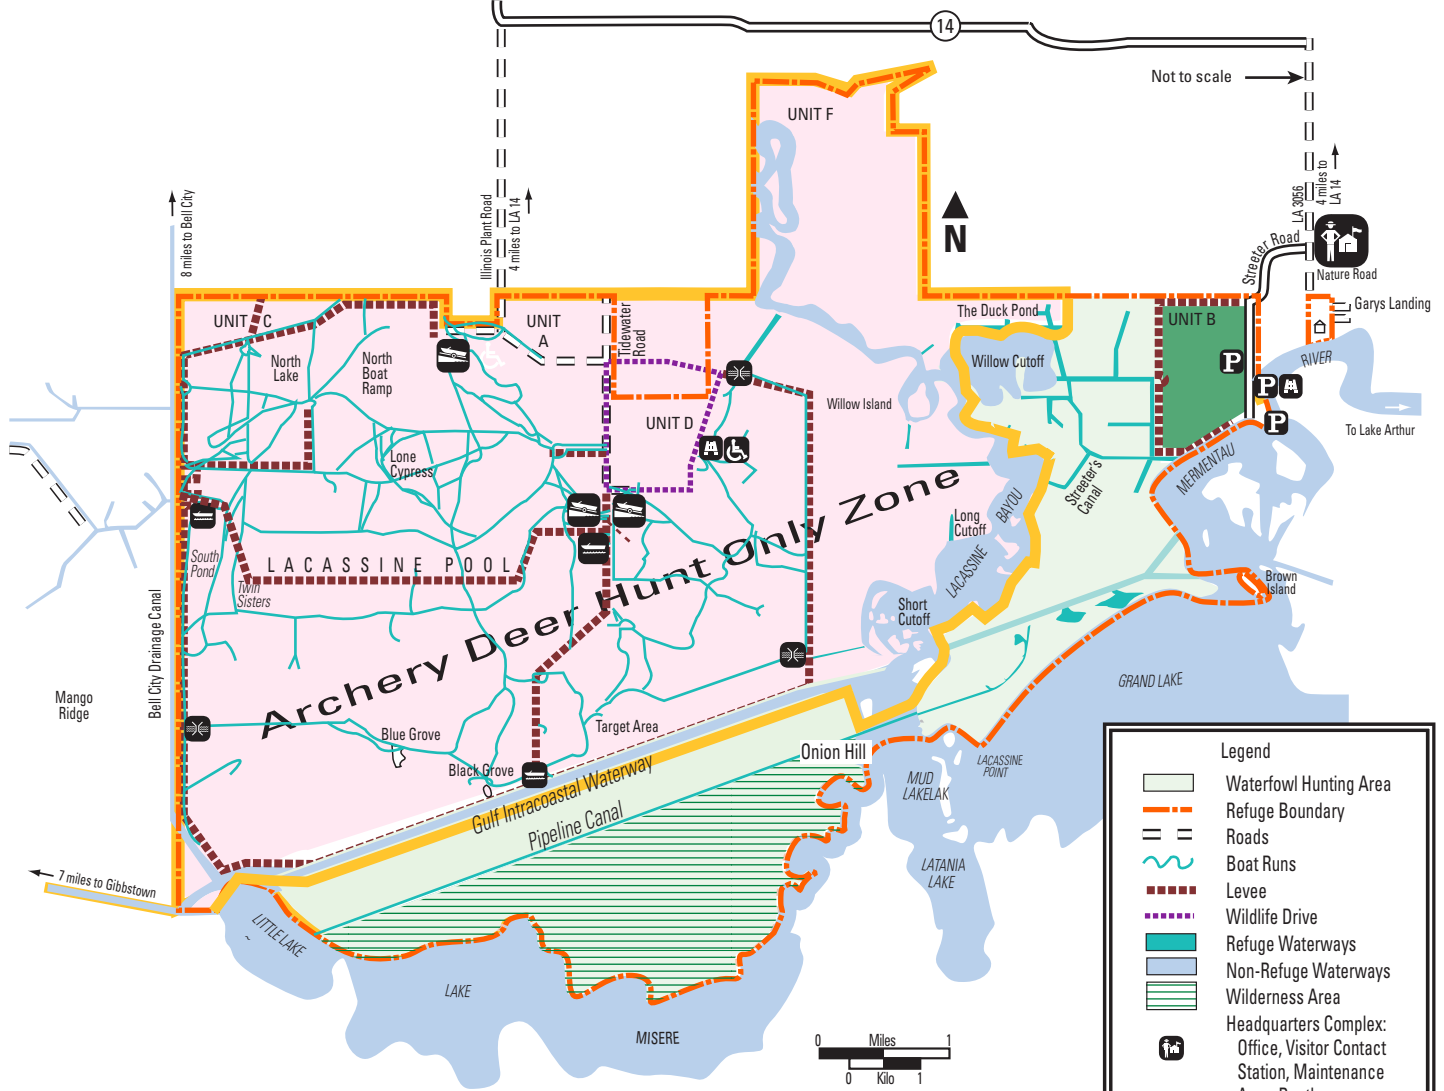 14
Not to scale
UNIT F
8 miles to Bell City
Illinois Plant Road
4 miles to LA 14
LA 3056
4 miles to
LA 14
N
Streeter Road
Nature Road
Garys Landing
UNIT C
UNIT
A
Tidewater
Road
The Duck Pond
UNIT B
North
Lake
North
Boat
Ramp
Willow Cutoff
P
RIVER
P
Willow Island
UNIT D
P
To Lake Arthur
Lone
Cypress
MERMENTAU
Streeter's
Canal
Archery Deer Hunt Only Zone
BAYOU
Long
Cutoff
LACASSINE
South
Pond
LACASSINE POOL
Twin
Sisters
Brown
Island
Short
Cutoff
Bell City Drainage Canal
Mango
Ridge
GRAND LAKE
Target Area
Blue Grove
Black Grove
Onion Hill
LACASSINE
POINT
MUD
LAKELAK
Gulf Intracoastal Waterway
Pipeline Canal
LATANIA
LAKE
7 miles to Gibbstown
LITTLE LAKE
~
LAKE
MISERE
0 Miles 1
0 Kilo 1
Legend
Waterfowl Hunting Area
Refuge Boundary
Roads
Boat Runs
Levee
Wildlife Drive
Refuge Waterways
Non-Refuge Waterways
Wilderness Area
Headquarters Complex:
Office, Visitor Contact
Station, Maintenance